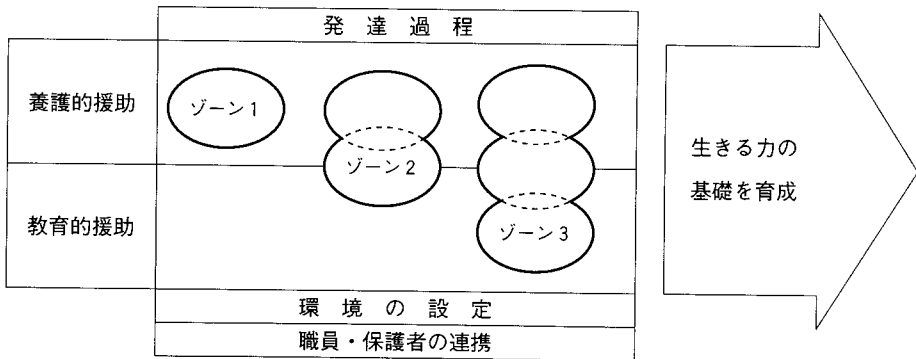 発達過程
養護的援助
ゾーン1
ゾーン2
教育的援助
ゾーン3
環境の設定
職員・保護者の連携
生きる力の
基礎を育成